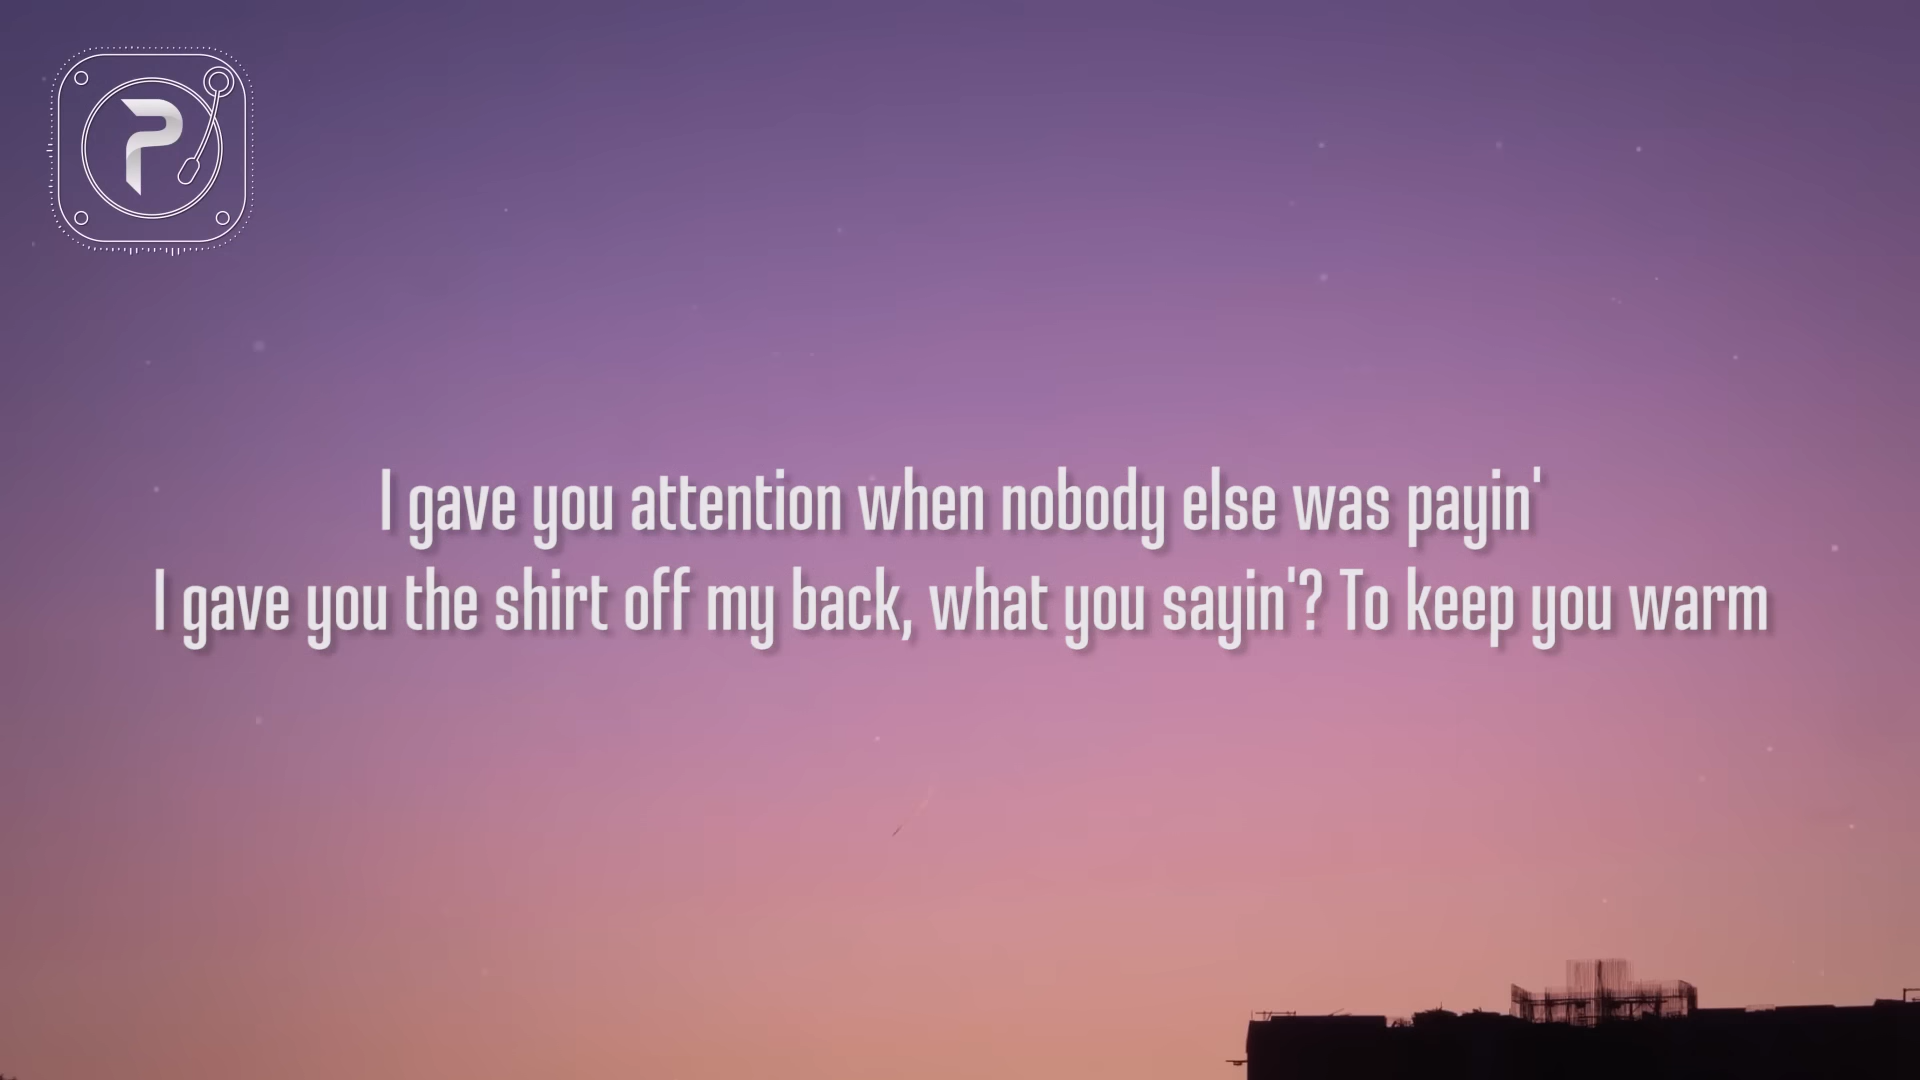 P
I gave you attention when nobody else was payin'
I gave you the shirt off my back, what you sayin'? To keep you warm